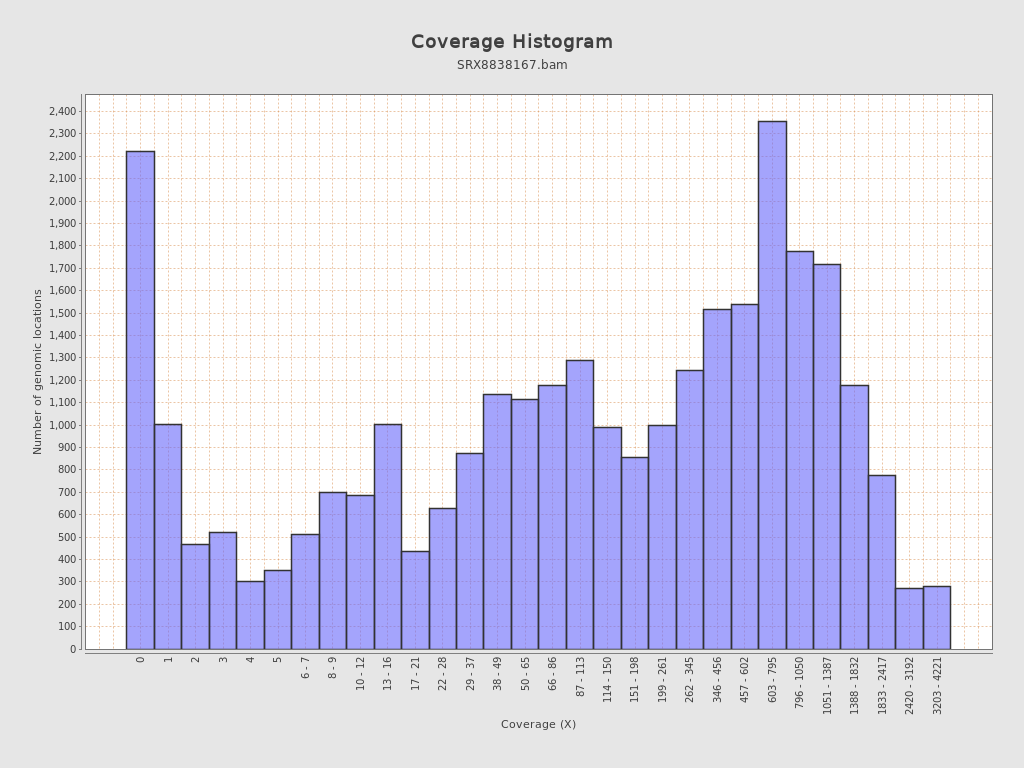 Coverage Histogram
SRX8838167.bam
Number of genomic locations
2,400
2,300
2,200
2,100
2,000
1,900
1,800
1,700
1,600
1,500
1,400
1,300
1,200
1,100
1,000
900
800
700
600
500
400
300
200
100
0
0
1
2
3
4
5
6 - 7
8 - 9
10 - 12
13 - 16
17 - 21
22 - 28
29 - 37
38 - 49
50 - 65
66 - 86
87 - 113
114 - 150
151 - 198
199 - 261
262 - 345
346 - 456
457 - 602
603 - 795
796 - 1050
1051 - 1387
1388 - 1832
1833 - 2417
2420 - 3192
3203 - 4221
Coverage (X)